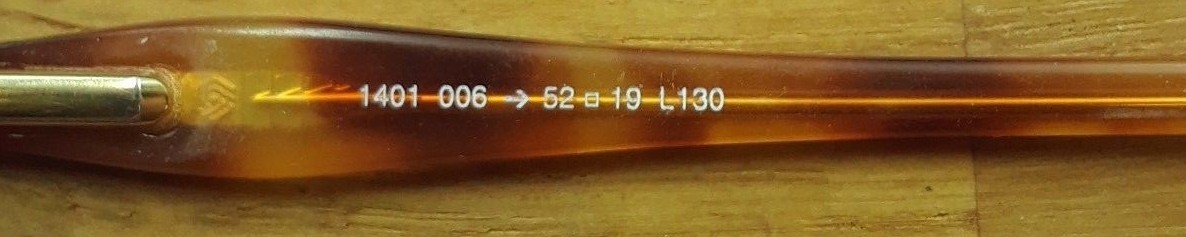 1401 006 → 52 □ 19 L130